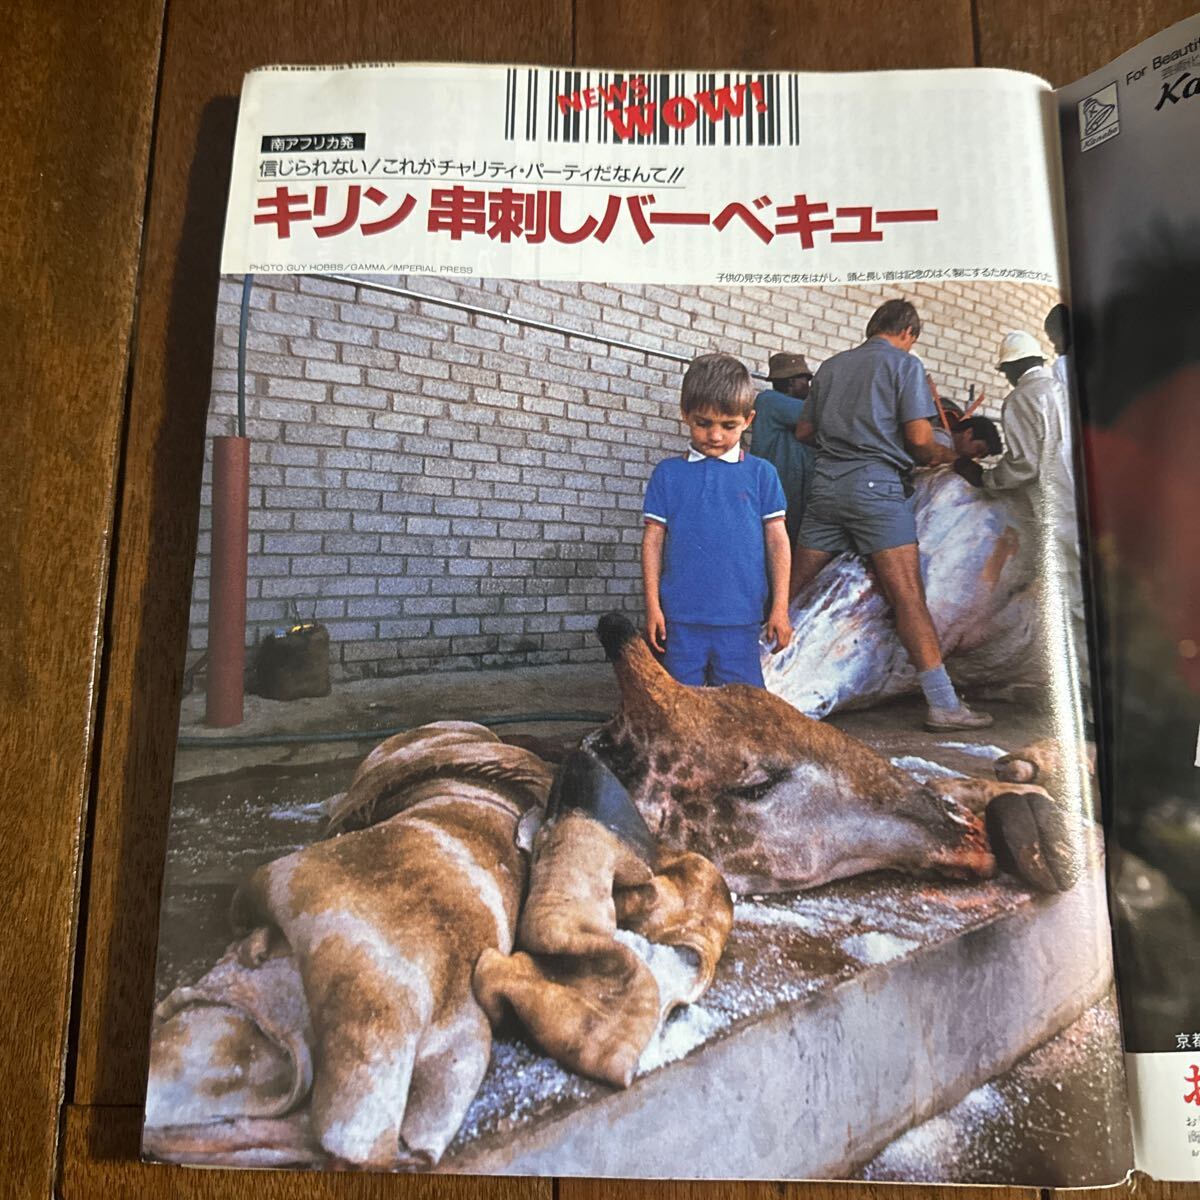 NEWS
WOW!
南アフリカ発
信じられない!これがチャリティ・パーティだなんて!!
キリン 串刺しバーベキュー
PHOTO:GUY HOBBS/GAMMA/IMPERIAL PRESS
子供の見守る前で皮をはがし、頭と長い首は記念のはく製にするため切断された
For Beauti
Ka
Kanebo
京都
お